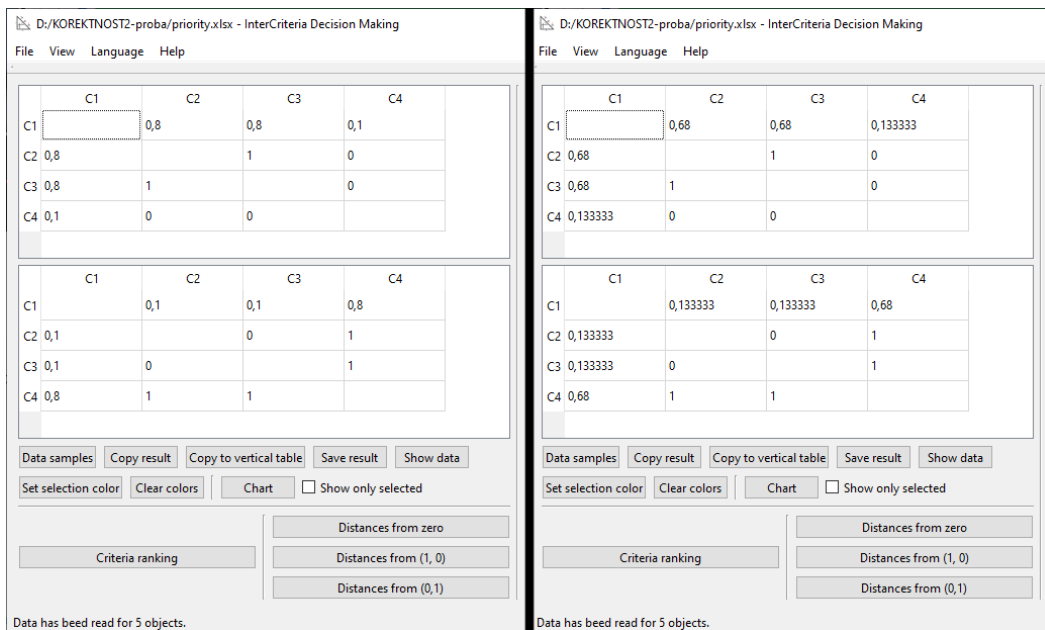 D:/KOREKTNOST2-proba/priority.xlsx - InterCriteria Decision Making
File View Language Help
C1 C2 C3 C4
C1 0,8 0,8 0,1
C2 0,8 1 0
C3 0,8 1 0
C4 0,1 0 0
C1 C2 C3 C4
C1 0,1 0,1 0,8
C2 0,1 0 1
C3 0,1 0 1
C4 0,8 1 1
Data samples Copy result Copy to vertical table Save result Show data
Set selection color Clear colors Chart Show only selected
Distances from zero
Criteria ranking Distances from (1, 0)
Distances from (0,1)
Data has beed read for 5 objects.
D:/KOREKTNOST2-proba/priority.xlsx - InterCriteria Decision Making
File View Language Help
C1 C2 C3 C4
C1 0,68 0,68 0,133333
C2 0,68 1 0
C3 0,68 1 0
C4 0,133333 0 0
C1 C2 C3 C4
C1 0,133333 0,133333 0,68
C2 0,133333 0 1
C3 0,133333 0 1
C4 0,68 1 1
Data samples Copy result Copy to vertical table Save result Show data
Set selection color Clear colors Chart Show only selected
Distances from zero
Criteria ranking Distances from (1, 0)
Distances from (0,1)
Data has beed read for 5 objects.